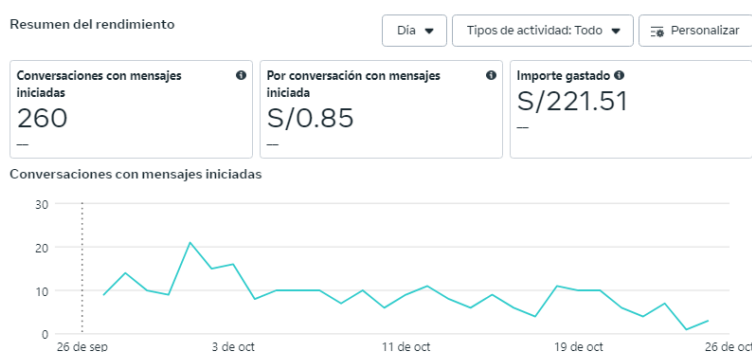 Resumen del rendimiento
Día
Tipos de actividad: Todo
Personalizar
Conversaciones con mensajes
iniciadas
260
—
Por conversación con mensajes
iniciada
S/0.85
—
Importe gastado
S/221.51
—
Conversaciones con mensajes iniciadas
30
20
10
0
26 de sep
3 de oct
11 de oct
19 de oct
26 de oct